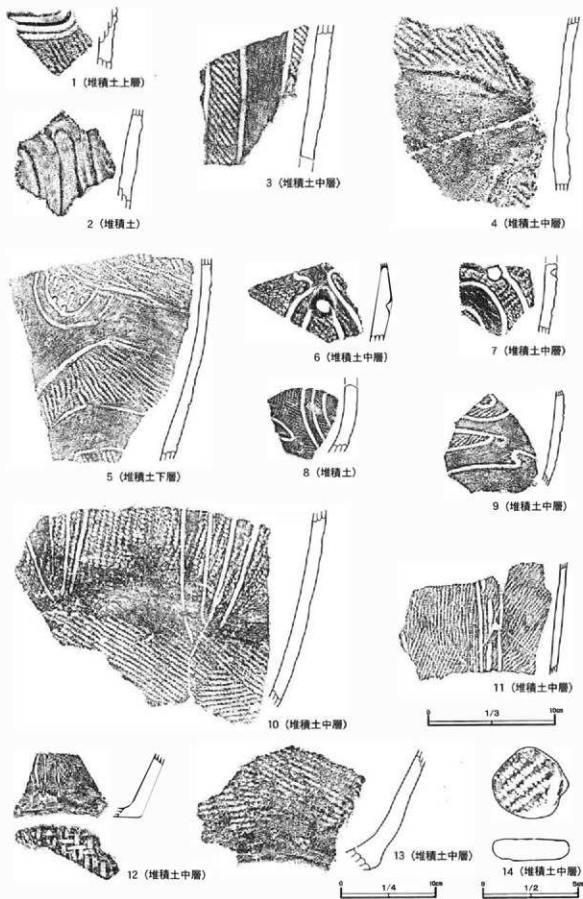 1 (堆積土上層)
2 (堆積土)
3 (堆積土中層)
4 (堆積土中層)
5 (堆積土下層)
6 (堆積土中層)
7 (堆積土中層)
8 (堆積土)
9 (堆積土中層)
10 (堆積土中層)
11 (堆積土中層)
0 1/3 10cm
12 (堆積土中層)
13 (堆積土中層)
14 (堆積土中層)
0 1/4 10cm
0 1/2 5cm